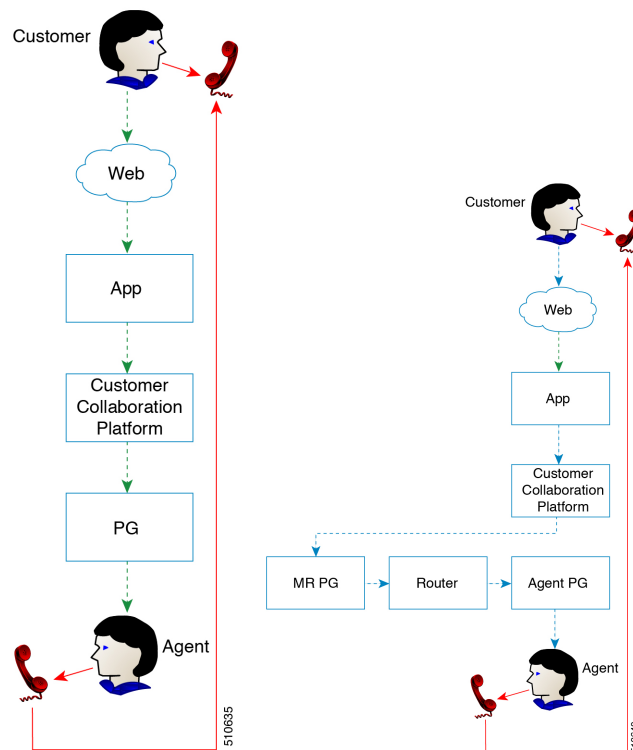 Customer
Web
App
Customer
Collaboration
Platform
PG
Agent
510635
Customer
Web
App
Customer
Collaboration
Platform
MR PG
Router
Agent PG
Agent